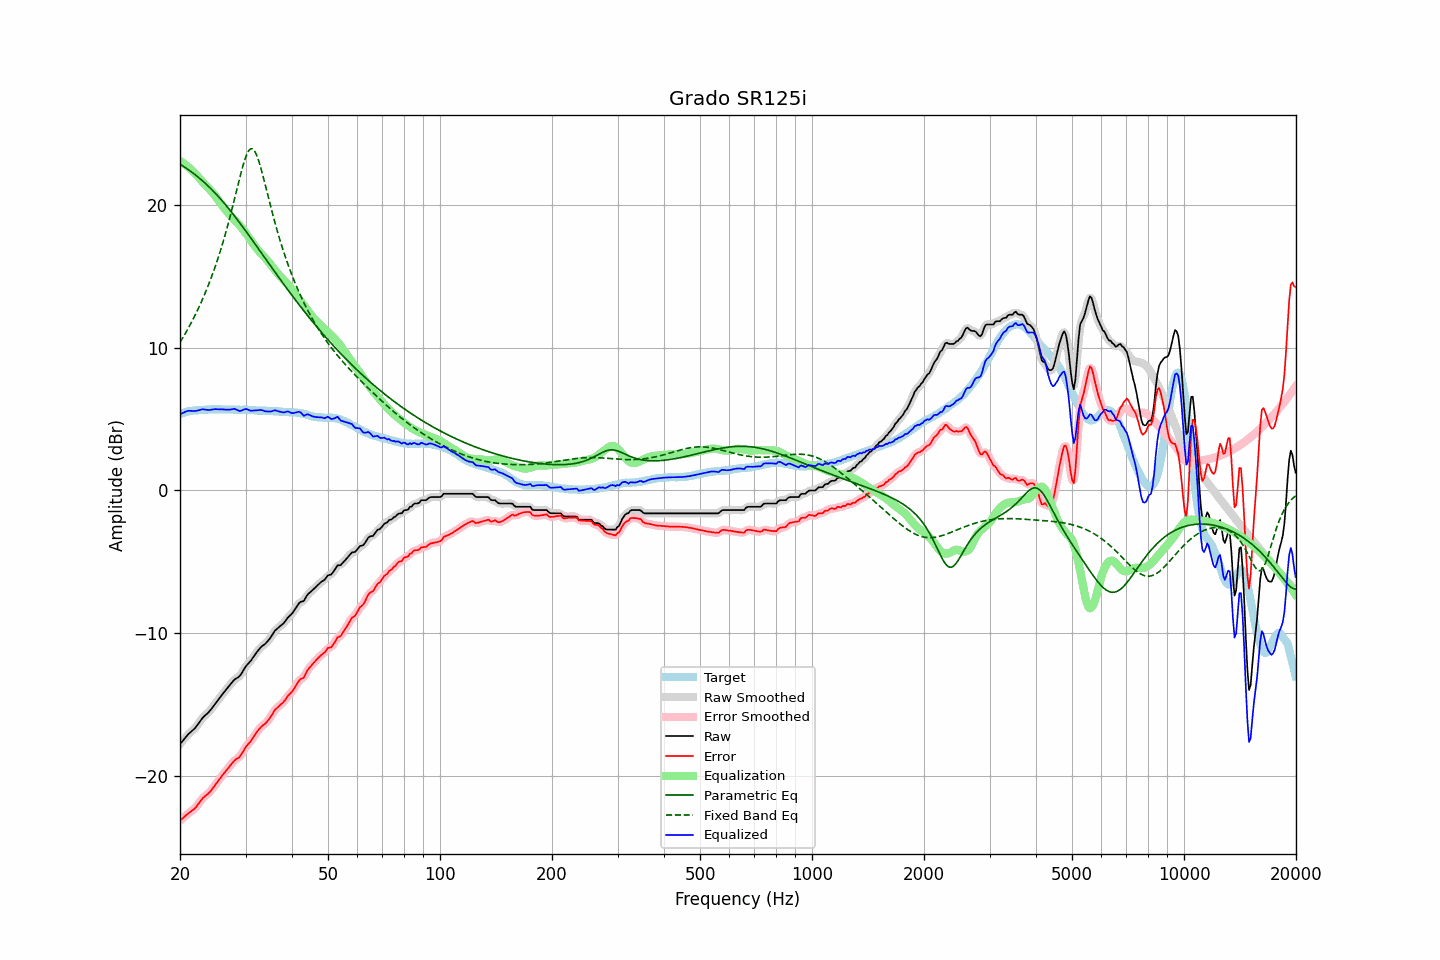 Grado SR125i
Amplitude (dBr)
20
10
0
−10
−20
Target
Raw Smoothed
Error Smoothed
Raw
Error
Equalization
Parametric Eq
Fixed Band Eq
Equalized
20 50 100 200 500 1000 2000 5000 10000 20000
Frequency (Hz)